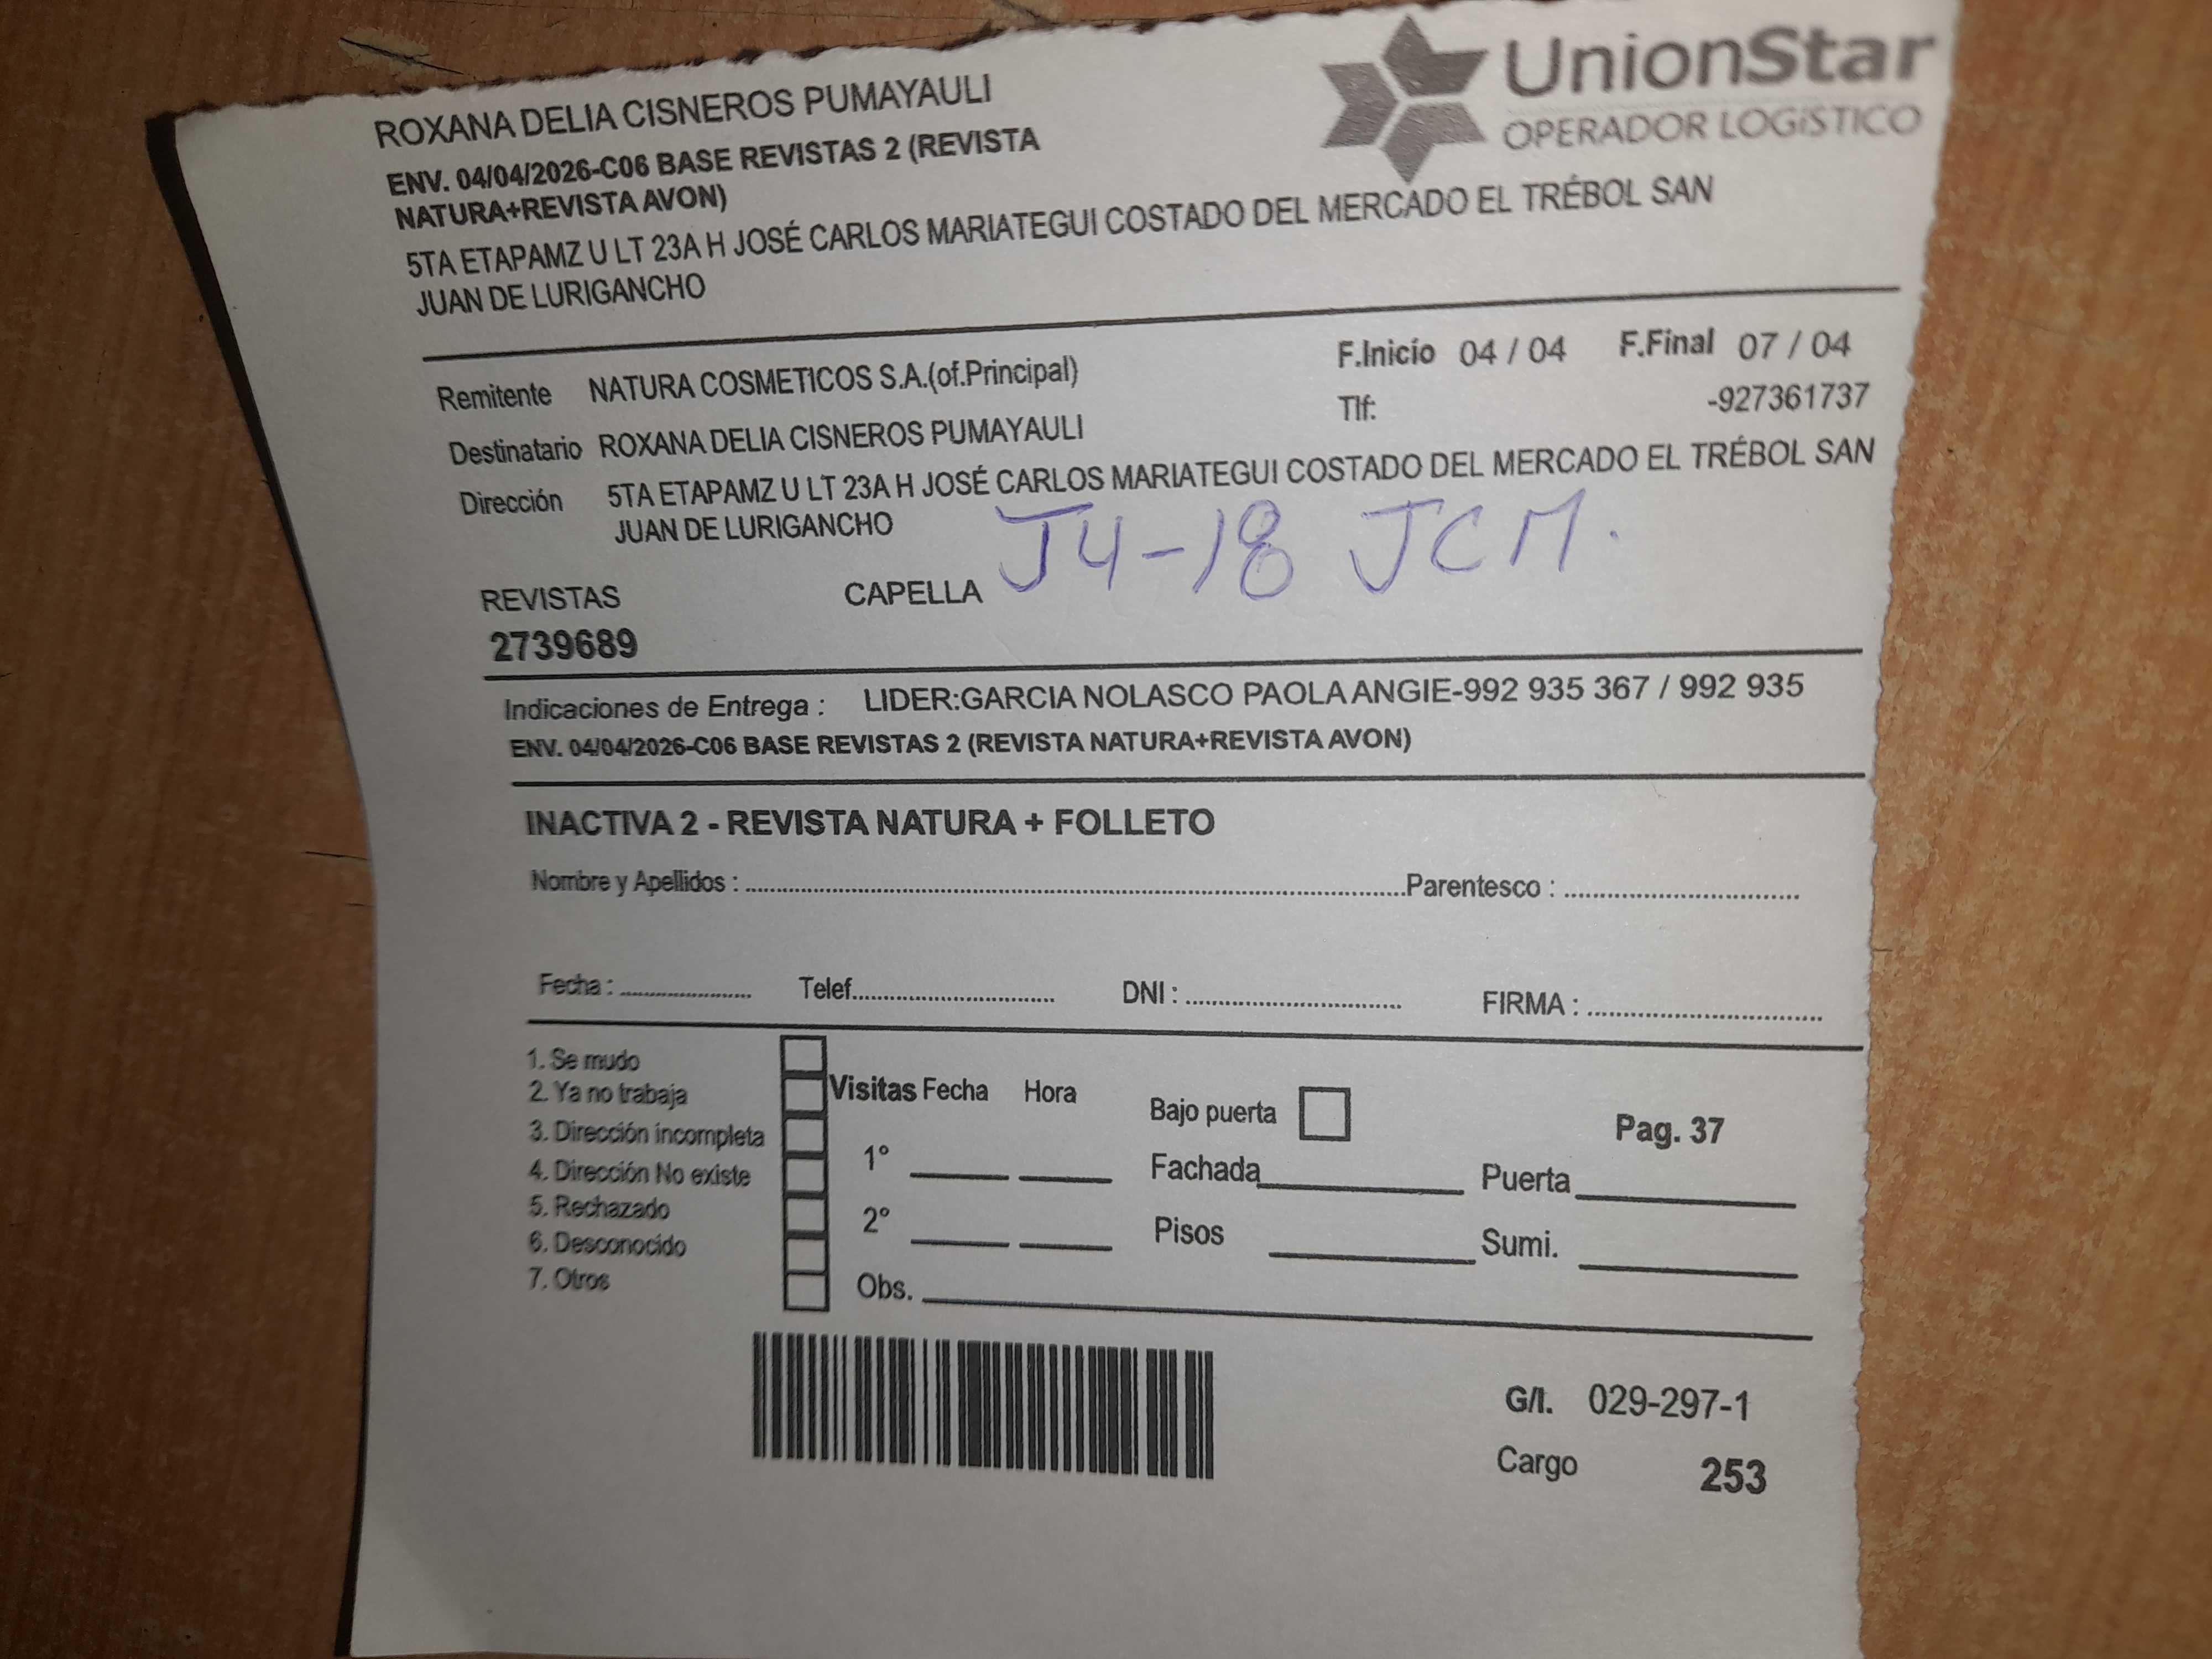 ROXANA DELIA CISNEROS PUMAYAULI
UnionStar
OPERADOR LOGíSTICO
ENV. 04/04/2026-C06 BASE REVISTAS 2 (REVISTA
NATURA+REVISTA AVON)
5TA ETAPAMZ U LT 23A H JOSÉ CARLOS MARIATEGUI COSTADO DEL MERCADO EL TRÉBOL SAN
JUAN DE LURIGANCHO
F.Inicío 04 / 04 F.Final 07 / 04
Remitente NATURA COSMETICOS S.A.(of.Principal)
Tlf: -927361737
Destinatario ROXANA DELIA CISNEROS PUMAYAULI
Dirección 5TA ETAPAMZ U LT 23A H JOSÉ CARLOS MARIATEGUI COSTADO DEL MERCADO EL TRÉBOL SAN
JUAN DE LURIGANCHO
J4-18 JCM.
REVISTAS CAPELLA
2739689
Indicaciones de Entrega : LIDER:GARCIA NOLASCO PAOLA ANGIE-992 935 367 / 992 935
ENV. 04/04/2026-C06 BASE REVISTAS 2 (REVISTA NATURA+REVISTA AVON)
INACTIVA 2 - REVISTA NATURA + FOLLETO
Nombre y Apellidos : Parentesco :
Fecha : Telef. DNI : FIRMA :
1. Se mudo
2. Ya no trabaja
3. Dirección incompleta
4. Dirección No existe
5. Rechazado
6. Desconocido
7. Otros
Visitas Fecha Hora
1°
2°
Obs.
Bajo puerta
Pag. 37
Fachada Puerta
Pisos Sumi.
G/I. 029-297-1
Cargo 253